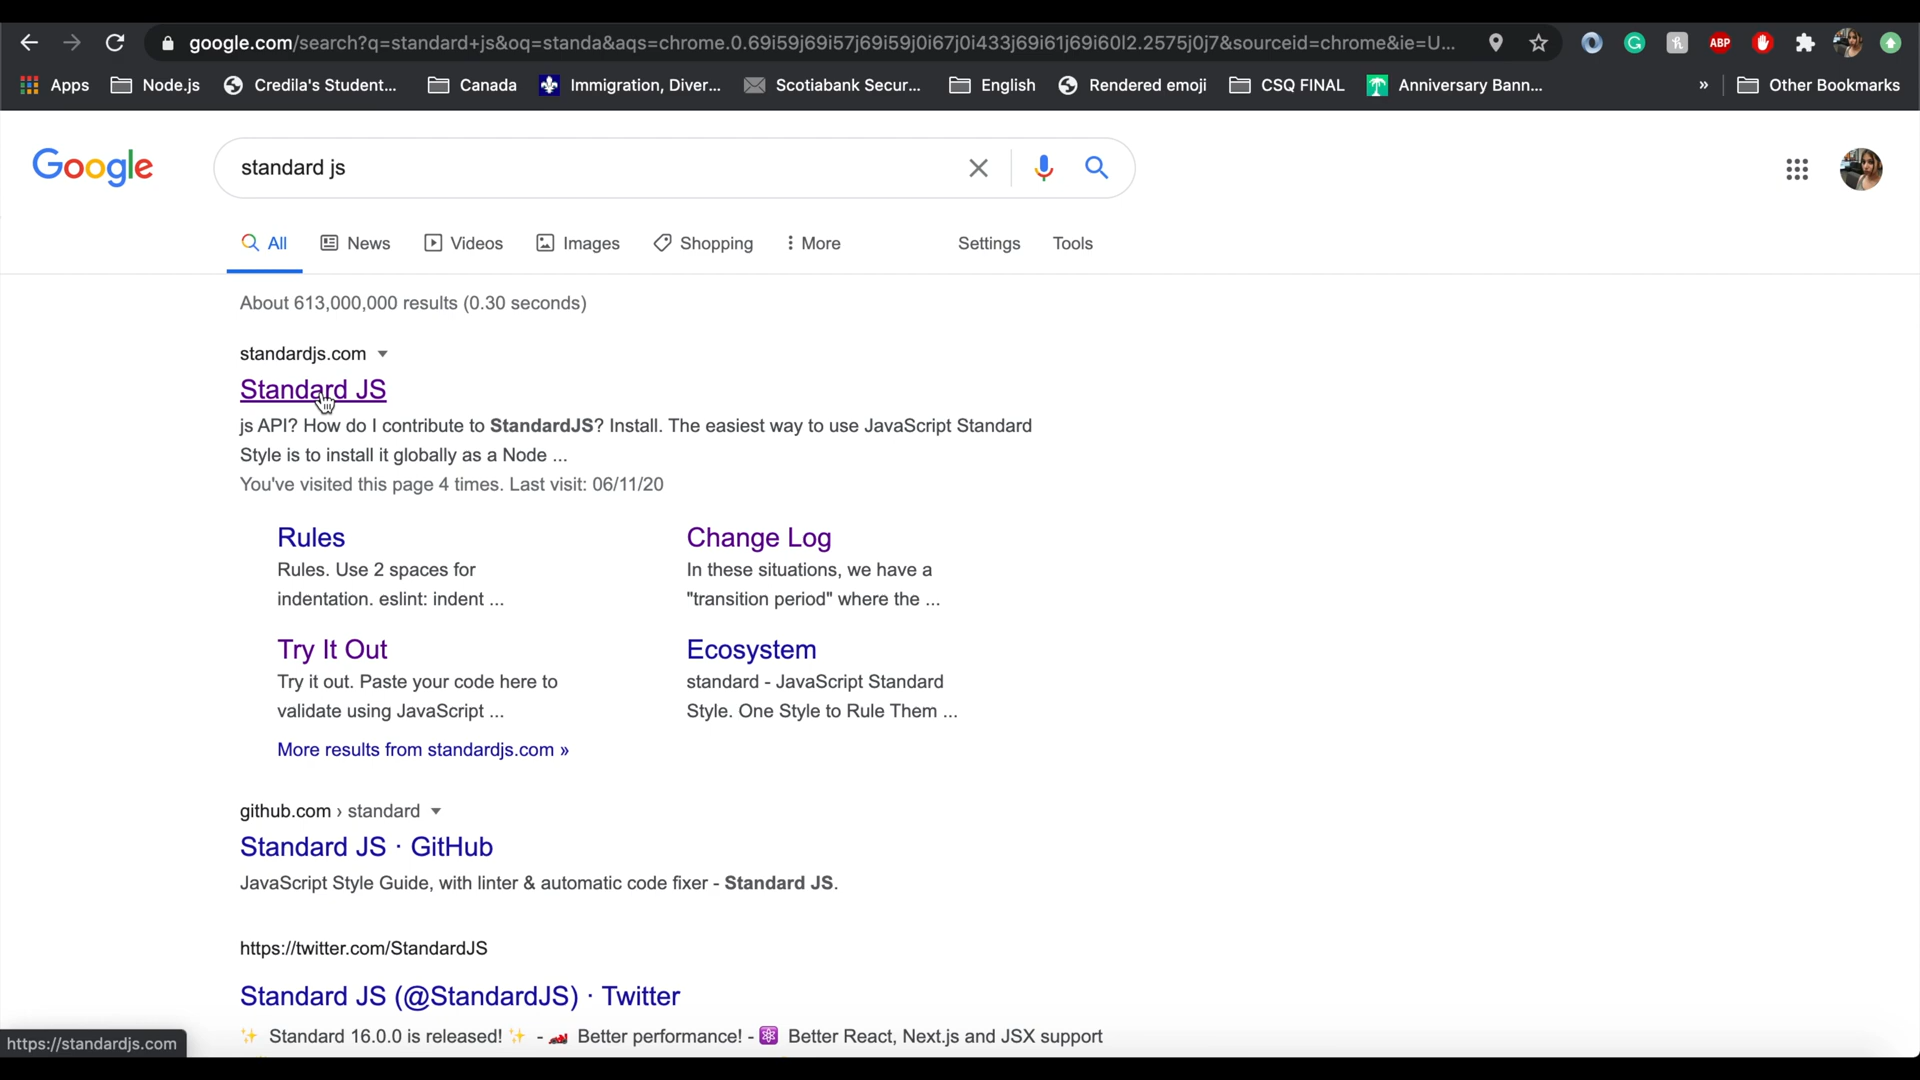 google.com/search?q=standard+js&oq=standa&aqs=chrome.0.69i59j69i57j69i59j0i67j0i433j69i61j69i60l2.2575j0j7&sourceid=chrome&ie=U...
ABP
Apps
Node.js
Credila's Student...
Canada
Immigration, Diver...
Scotiabank Secur...
English
Rendered emoji
CSQ FINAL
Anniversary Bann...
»
Other Bookmarks
Google
standard js
All
News
Videos
Images
Shopping
More
Settings
Tools
About 613,000,000 results (0.30 seconds)
standardjs.com
Standard JS
js API? How do I contribute to StandardJS? Install. The easiest way to use JavaScript Standard
Style is to install it globally as a Node ...
You've visited this page 4 times. Last visit: 06/11/20
Rules
Rules. Use 2 spaces for
indentation. eslint: indent ...
Change Log
In these situations, we have a
"transition period" where the ...
Try It Out
Try it out. Paste your code here to
validate using JavaScript ...
Ecosystem
standard - JavaScript Standard
Style. One Style to Rule Them ...
More results from standardjs.com »
github.com › standard
Standard JS · GitHub
JavaScript Style Guide, with linter & automatic code fixer - Standard JS.
https://twitter.com/StandardJS
Standard JS (@StandardJS) · Twitter
✨ Standard 16.0.0 is released! ✨ - 🏎 Better performance! - ⚛ Better React, Next.js and JSX support
https://standardjs.com